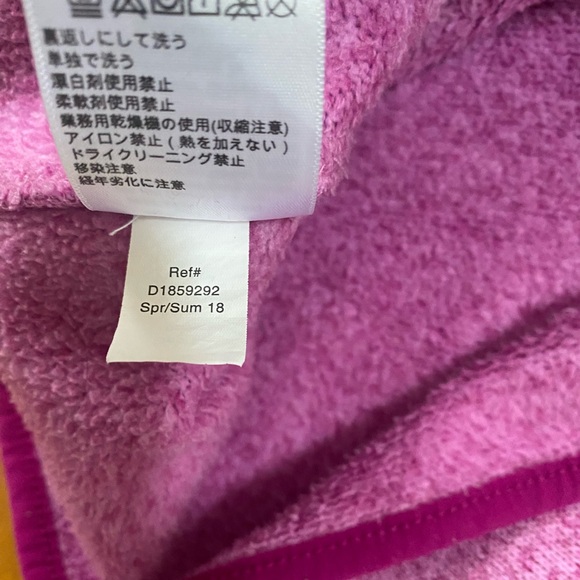 裏返しにして洗う
単独で洗う
漂白剤使用禁止
柔軟剤使用禁止
業務用乾燥機の使用(収縮注意)
アイロン禁止(熱を加えない)
ドライクリーニング禁止
移染注意
経年劣化に注意
Ref#
D1859292
Spr/Sum 18